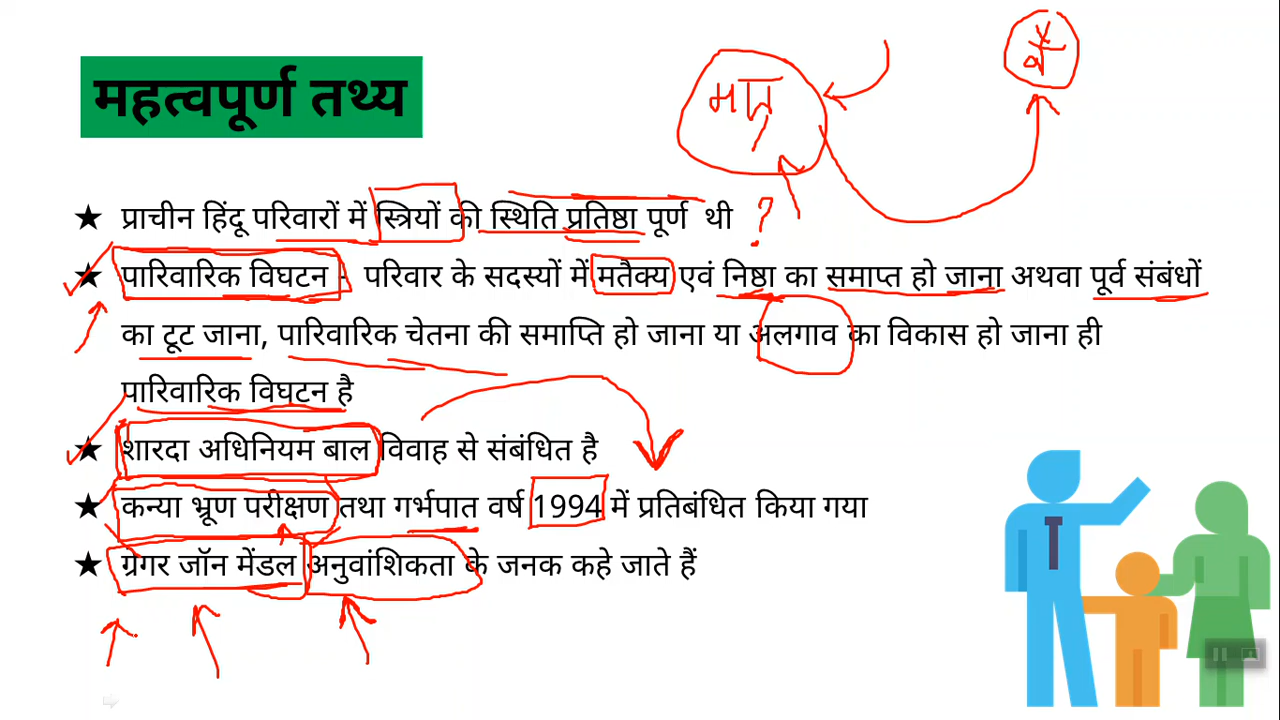 महत्वपूर्ण तथ्य
★ प्राचीन हिंदू परिवारों में स्त्रियों की स्थिति प्रतिष्ठा पूर्ण थी ?
★ पारिवारिक विघटन - परिवार के सदस्यों में मतैक्य एवं निष्ठा का समाप्त हो जाना अथवा पूर्व संबंधों
का टूट जाना, पारिवारिक चेतना की समाप्ति हो जाना या अलगाव का विकास हो जाना ही
पारिवारिक विघटन है
★ शारदा अधिनियम बाल विवाह से संबंधित है
★ कन्या भ्रूण परीक्षण तथा गर्भपात वर्ष 1994 में प्रतिबंधित किया गया
★ ग्रेगर जॉन मेंडल अनुवांशिकता के जनक कहे जाते हैं